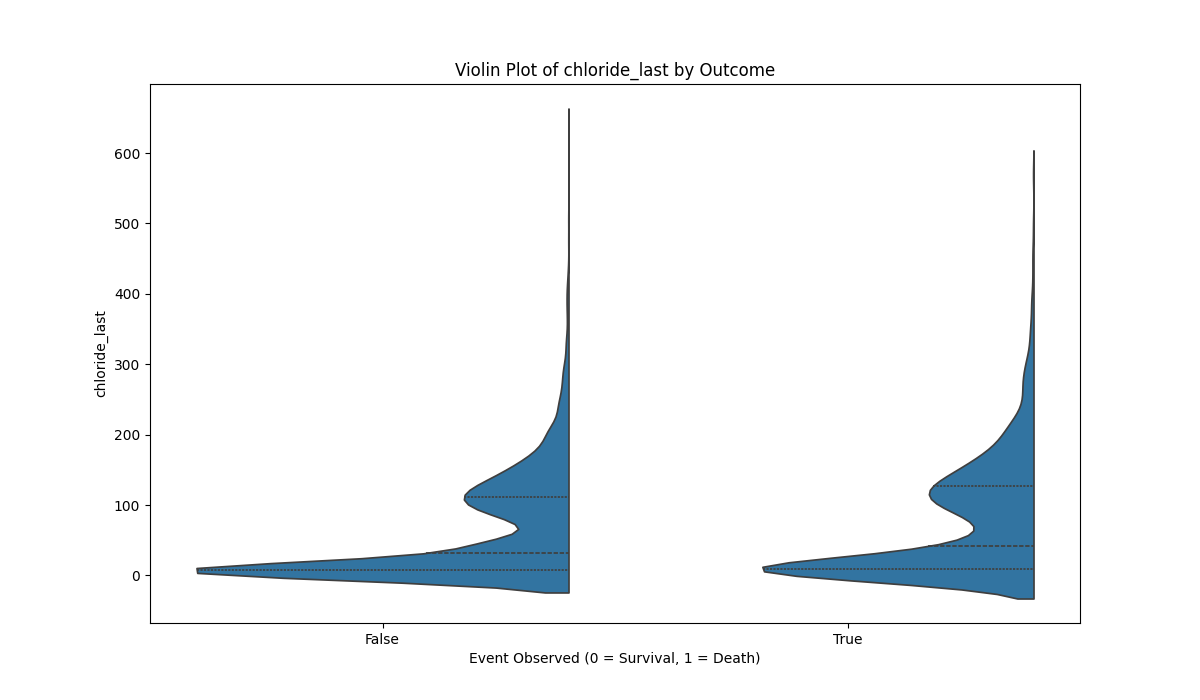 Violin Plot of chloride_last by Outcome
600
500
400
300
200
100
0
chloride_last
False
True
Event Observed (0 = Survival, 1 = Death)